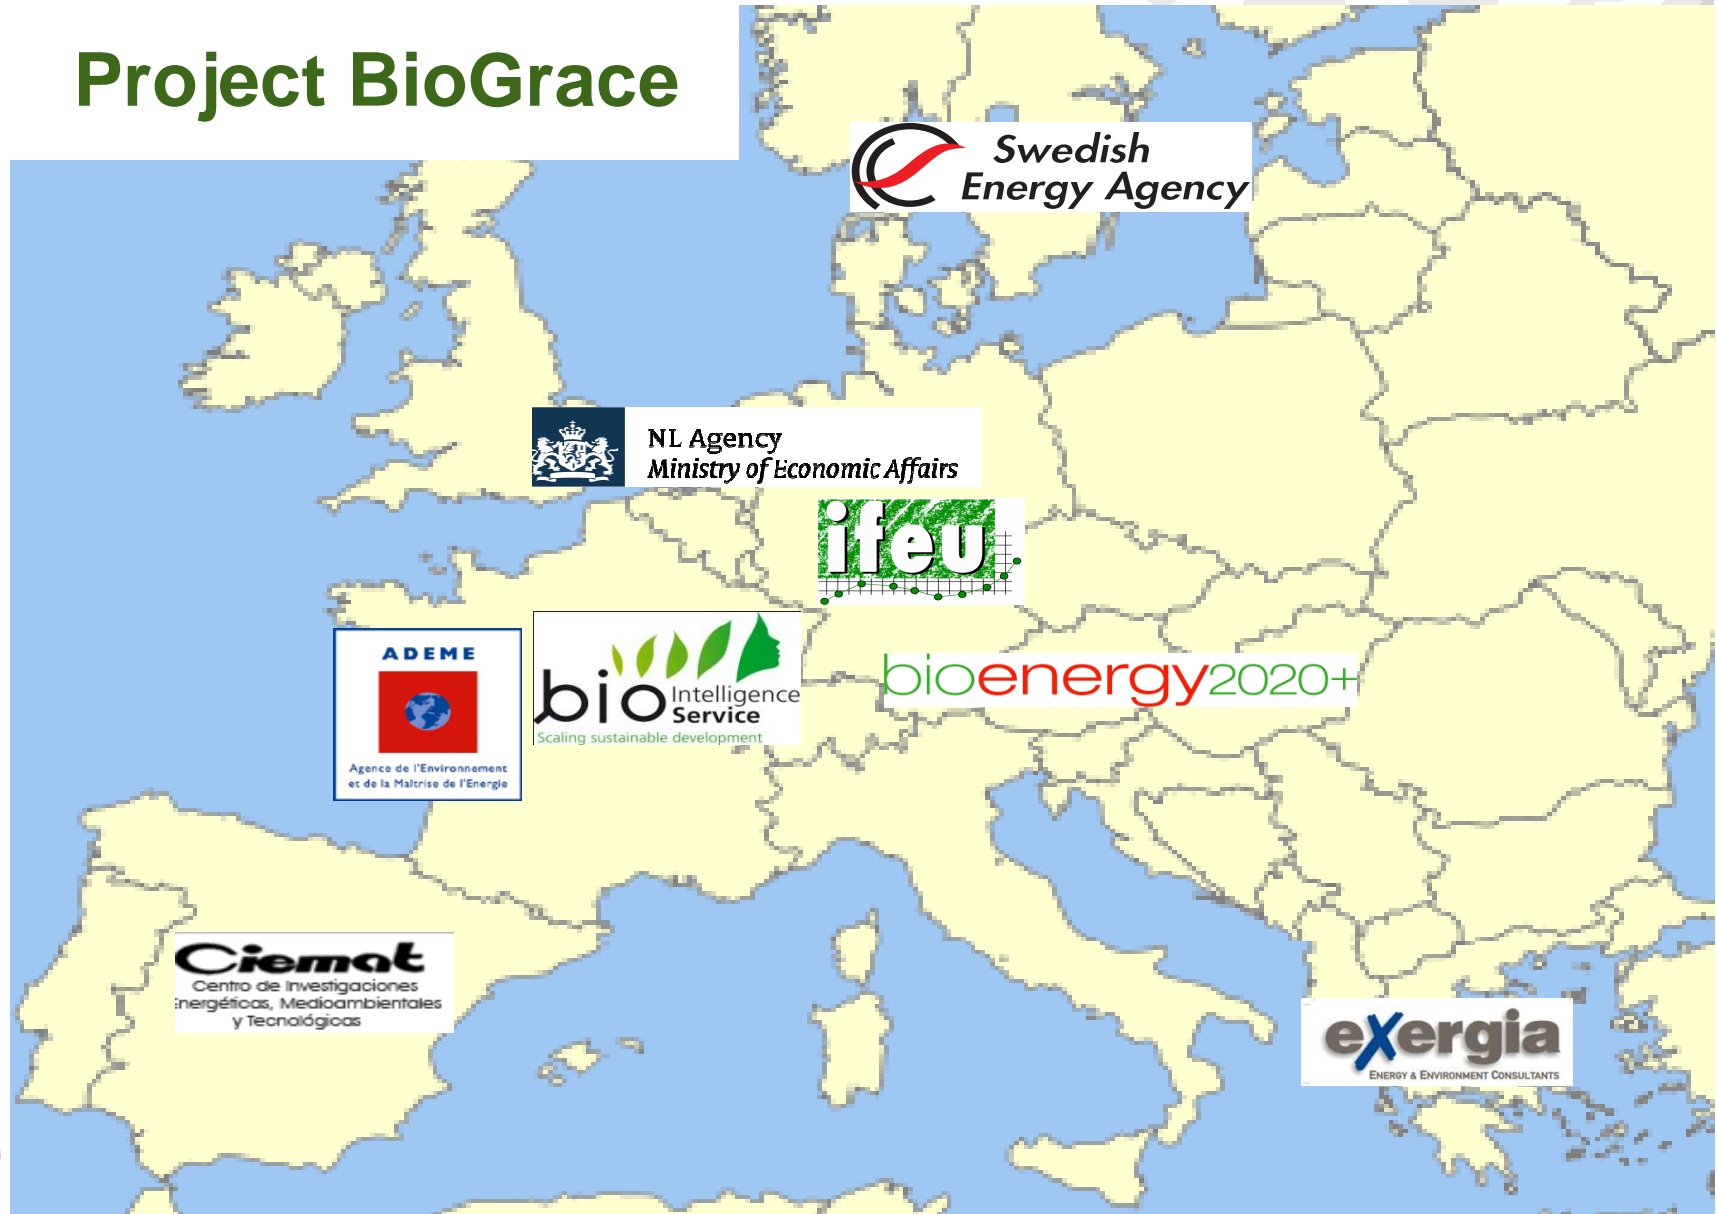 Project BioGrace
Swedish
Energy Agency
NL Agency
Ministry of Economic Affairs
ifeu
ADEME
Agence de l'Environnement
et de la Maîtrise de l'Energie
bio Intelligence
Service
Scaling sustainable development
bioenergy2020+
Ciemat
Centro de Investigaciones
Energéticas, Medioambientales
y Tecnológicas
eXergia
ENERGY & ENVIRONMENT CONSULTANTS